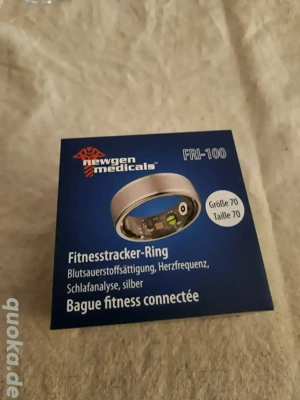 newgen
medicals
FRI-100
Größe 70
Taille 70
Fitnesstracker-Ring
Blutsauerstoffsättigung, Herzfrequenz,
Schlafanalyse, silber
Bague fitness connectée
quoka.de